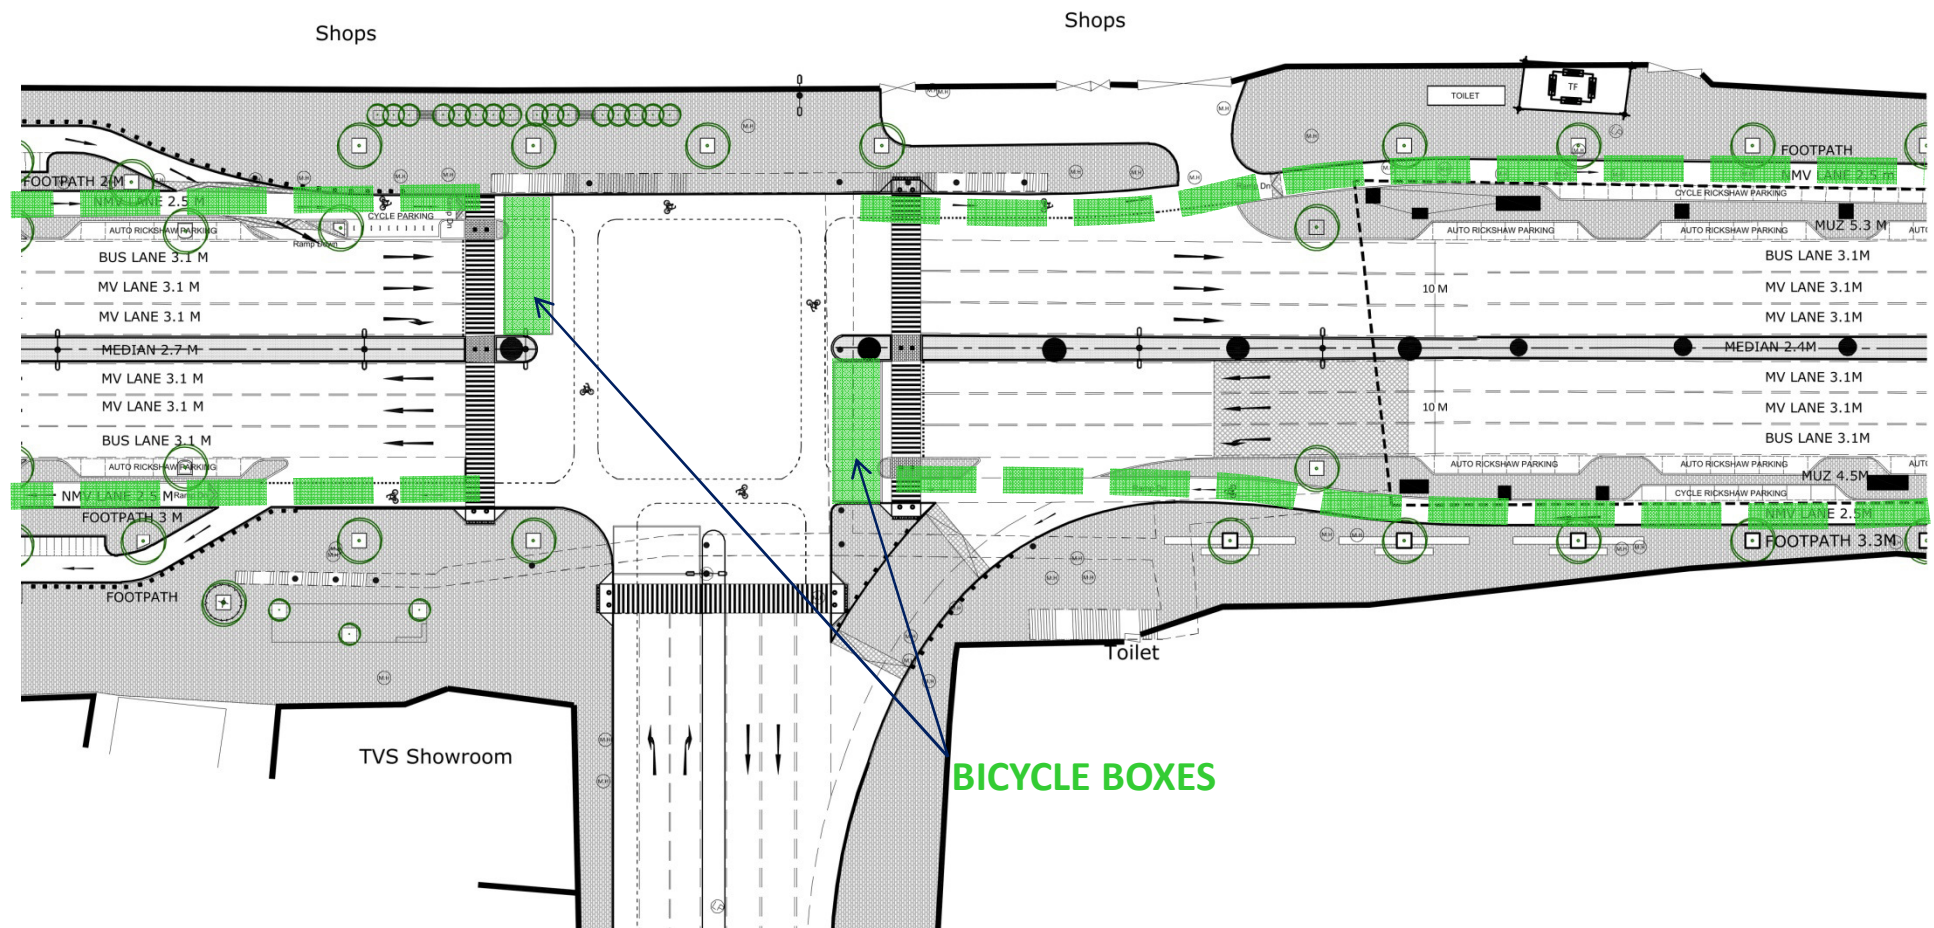 Shops
Shops
TOILET
TF
FOOTPATH
FOOTPATH 2 M
NMV LANE 2.5 M
NMV LANE 2.5 m
CYCLE RICKSHAW PARKING
CYCLE PARKING
Ramp Dn
AUTO RICKSHAW PARKING
Ramp Down
AUTO RICKSHAW PARKING
AUTO RICKSHAW PARKING
MUZ 5.3 M
BUS LANE 3.1 M
BUS LANE 3.1M
MV LANE 3.1 M
10 M
MV LANE 3.1M
MV LANE 3.1 M
MV LANE 3.1M
MEDIAN 2.7 M
MEDIAN 2.4M
MV LANE 3.1 M
MV LANE 3.1M
MV LANE 3.1 M
10 M
MV LANE 3.1M
BUS LANE 3.1 M
BUS LANE 3.1M
AUTO RICKSHAW PARKING
AUTO RICKSHAW PARKING
AUTO RICKSHAW PARKING
MUZ 4.5M
NMV LANE 2.5 M
Ramp Dn
Ramp Dn
CYCLE RICKSHAW PARKING
NMV LANE 2.5M
FOOTPATH 3 M
FOOTPATH 3.3M
FOOTPATH
Toilet
TVS Showroom
BICYCLE BOXES